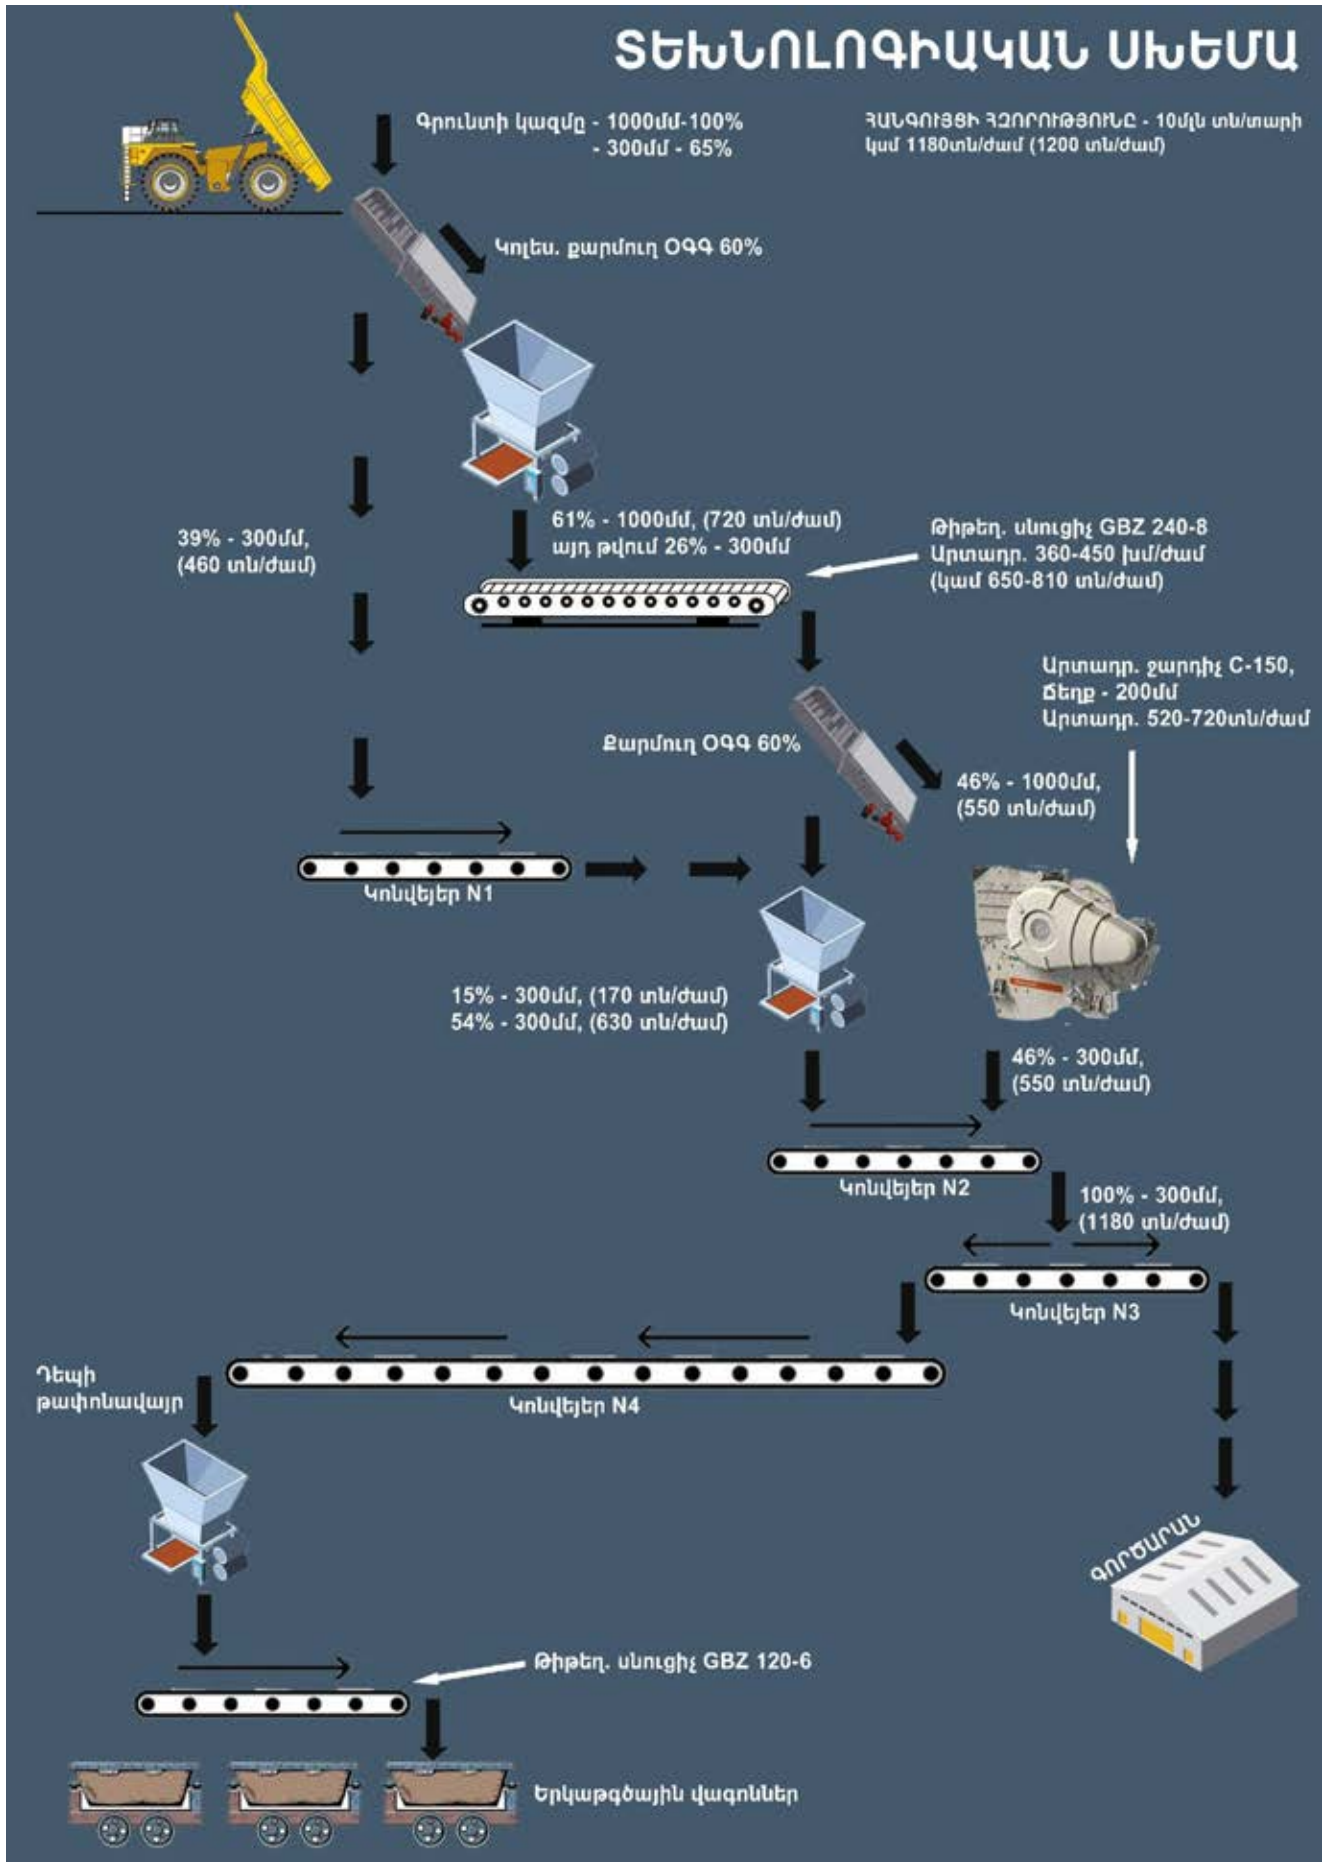 ՏԵԽՆՈԼՈԳԻԱԿԱՆ ՍԽԵՄԱ
Գրունտի կազմը - 1000մմ-100%
- 300մմ - 65%
ՀԱՆԳՈՒՅՑԻ ՀԶՈՐՈՒԹՅՈՒՆԸ - 10մլն տն/տարի
կամ 1180տն/ժամ (1200 տն/ժամ)
Կոլես. քարմուղ ՕԳԳ 60%
61% - 1000մմ, (720 տն/ժամ)
այդ թվում 26% - 300մմ
39% - 300մմ,
(460 տն/ժամ)
Թիթեղ. սնուցիչ GBZ 240-8
Արտադր. 360-450 խմ/ժամ
(կամ 650-810 տն/ժամ)
Արտադր. ջարդիչ C-150,
Ճեղք - 200մմ
Արտադր. 520-720տն/ժամ
Քարմուղ ՕԳԳ 60%
46% - 1000մմ,
(550 տն/ժամ)
Կոնվեյեր N1
15% - 300մմ, (170 տն/ժամ)
54% - 300մմ, (630 տն/ժամ)
46% - 300մմ,
(550 տն/ժամ)
Կոնվեյեր N2
100% - 300մմ,
(1180 տն/ժամ)
Կոնվեյեր N3
Դեպի
թափոնավայր
Կոնվեյեր N4
ԳՈՐԾԱՐԱՆ
Թիթեղ. սնուցիչ GBZ 120-6
Երկաթգծային վագոններ